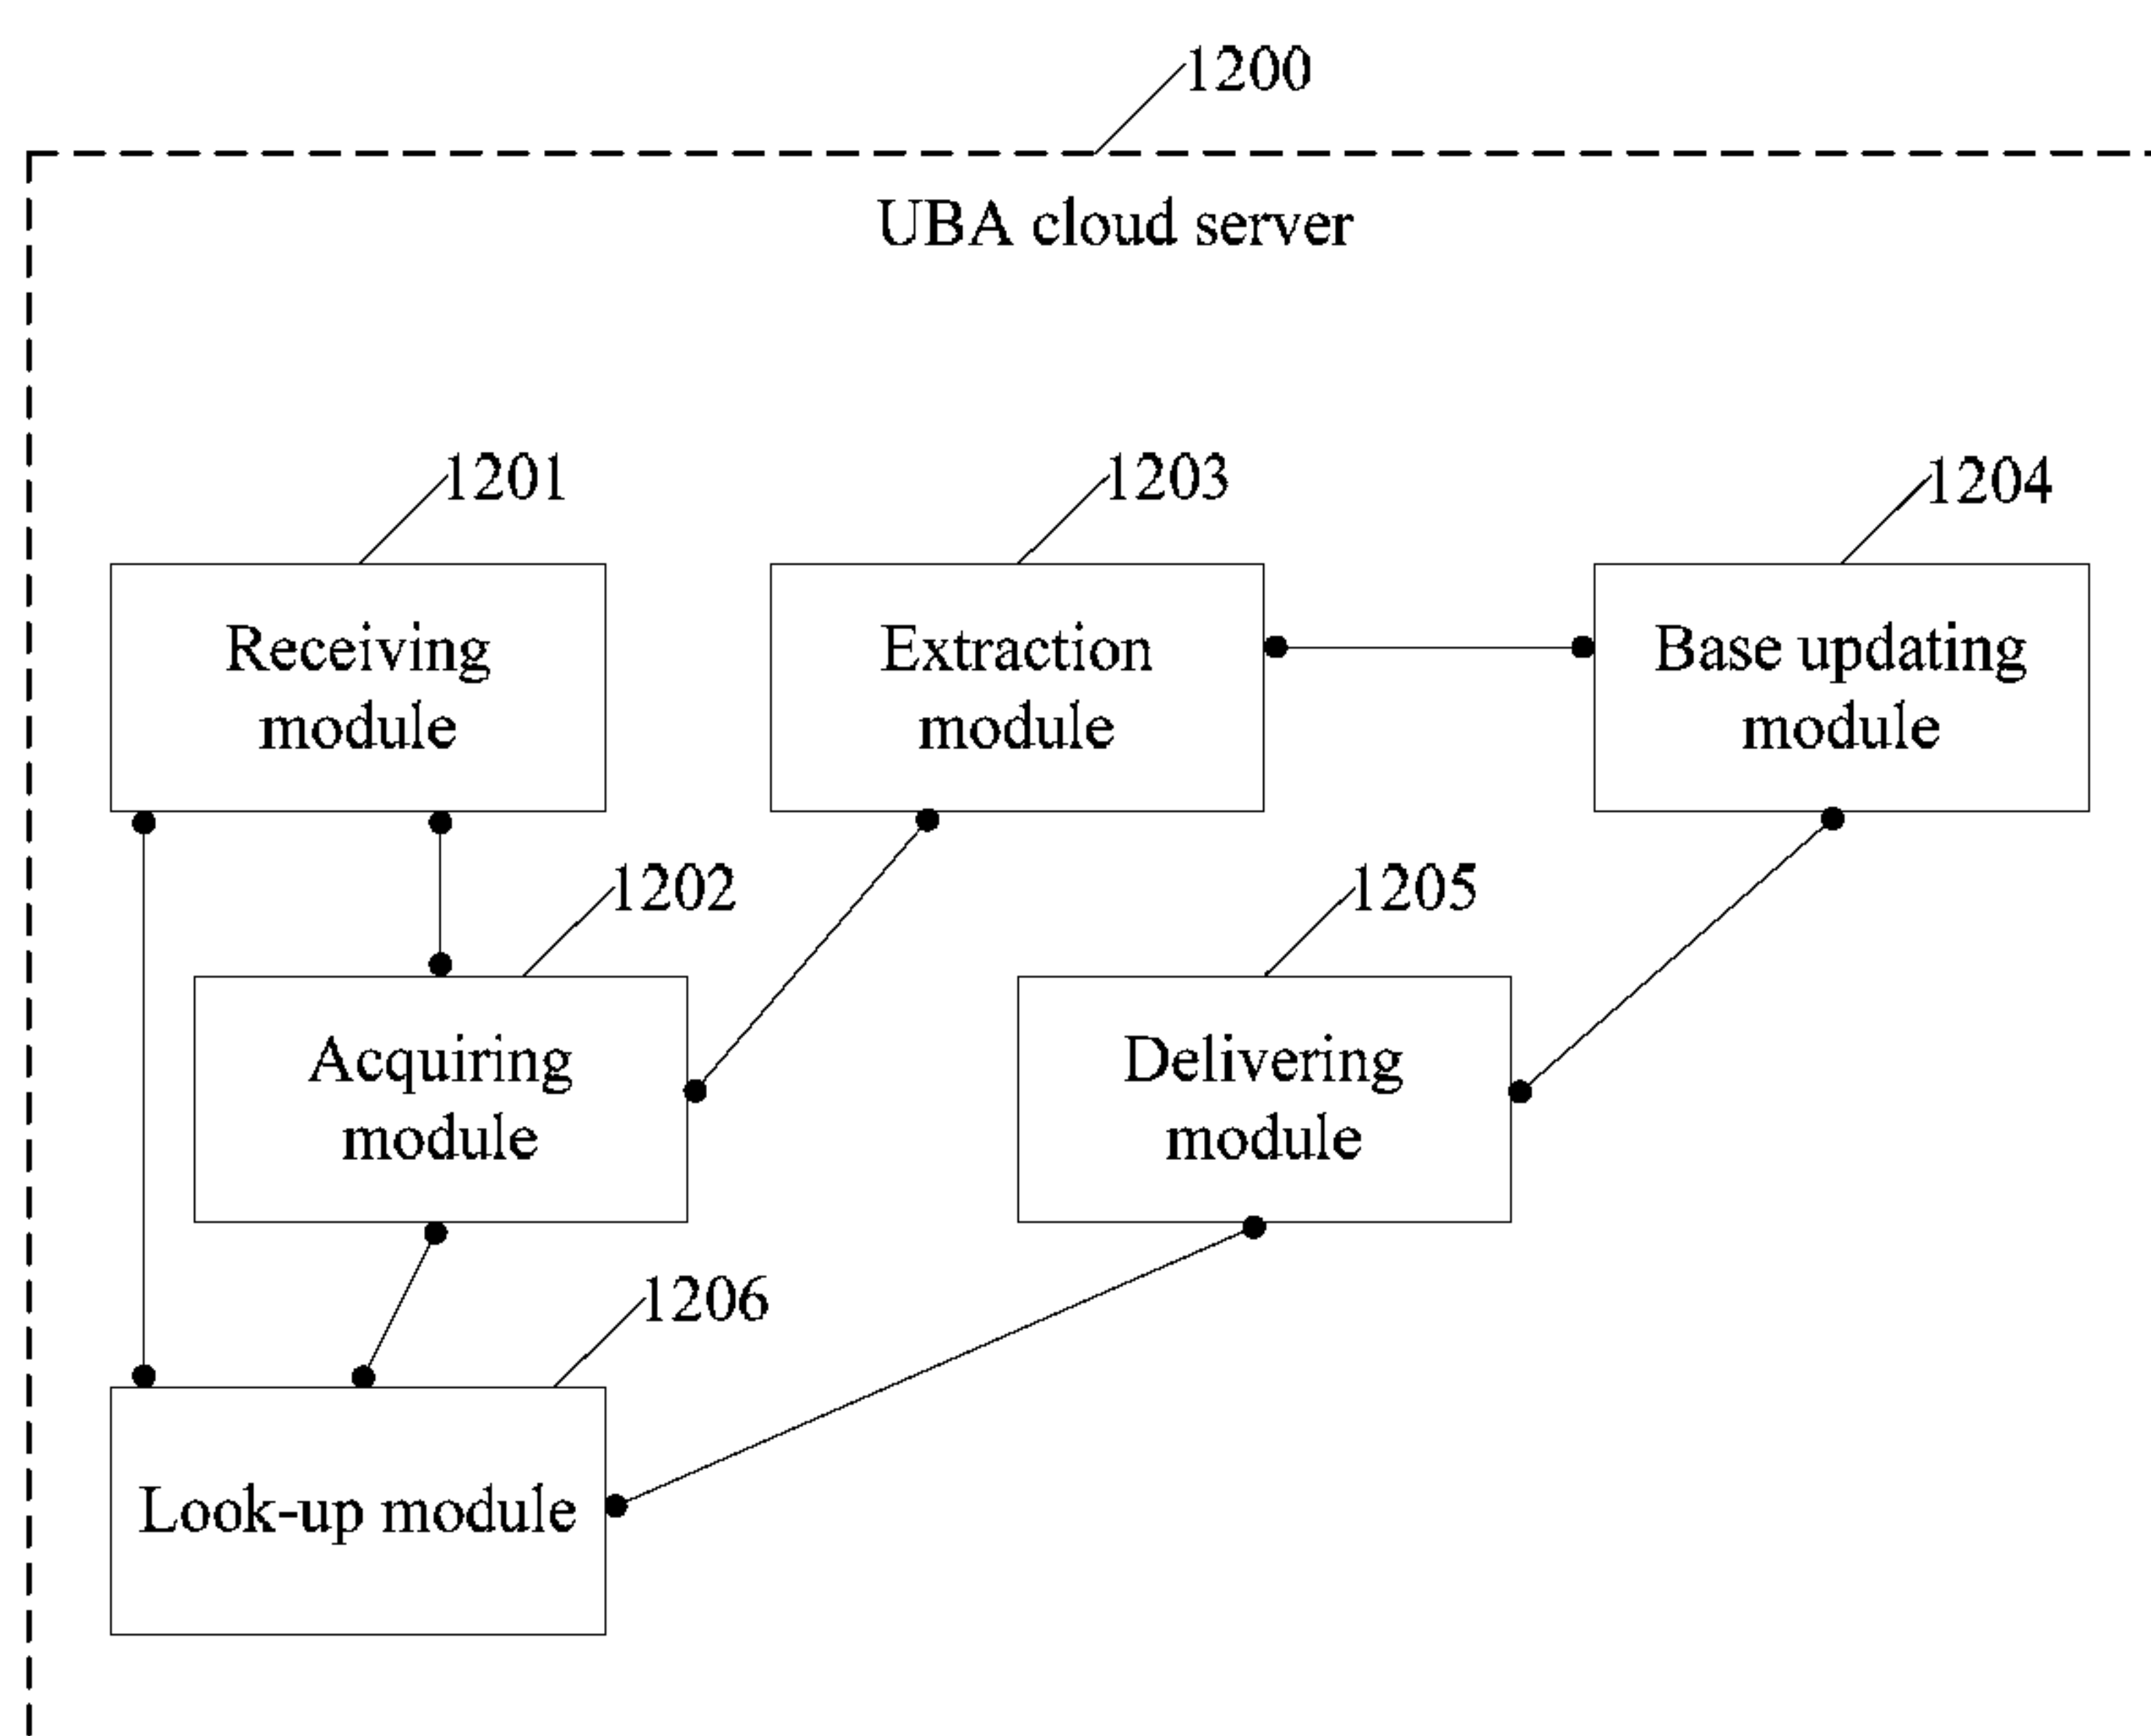 1200
UBA cloud server
1201
1203
1204
Receiving
module
Extraction
module
Base updating
module
1202
1205
Acquiring
module
Delivering
module
1206
Look-up module